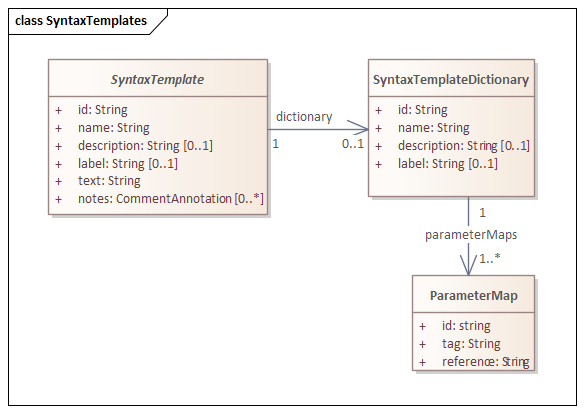 class SyntaxTemplates
SyntaxTemplate
+ id: String
+ name: String
+ description: String [0..1]
+ label: String [0..1]
+ text: String
+ notes: CommentAnnotation [0..*]
dictionary
1
0..1
SyntaxTemplateDictionary
+ id: String
+ name: String
+ description: String [0..1]
+ label: String [0..1]
1
parameterMaps
1..*
ParameterMap
+ id: string
+ tag: String
+ reference: String